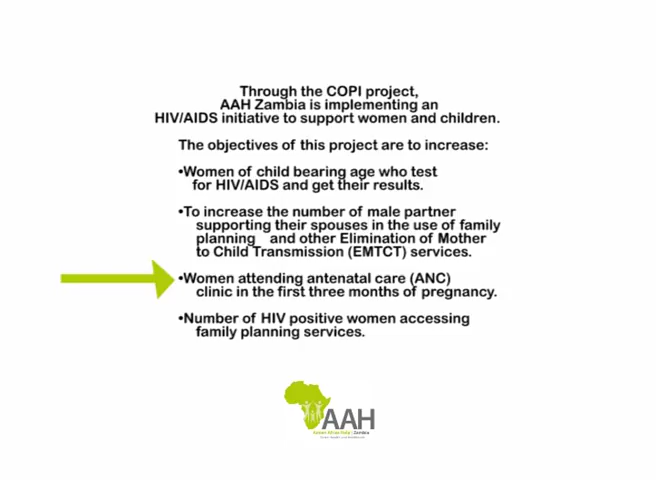 Through the COPI project,
AAH Zambia is implementing an
HIV/AIDS initiative to support women and children.
The objectives of this project are to increase:
•Women of child bearing age who test
for HIV/AIDS and get their results.
•To increase the number of male partner
supporting their spouses in the use of family
planning and other Elimination of Mother
to Child Transmission (EMTCT) services.
•Women attending antenatal care (ANC)
clinic in the first three months of pregnancy.
•Number of HIV positive women accessing
family planning services.
AAH
Zambia